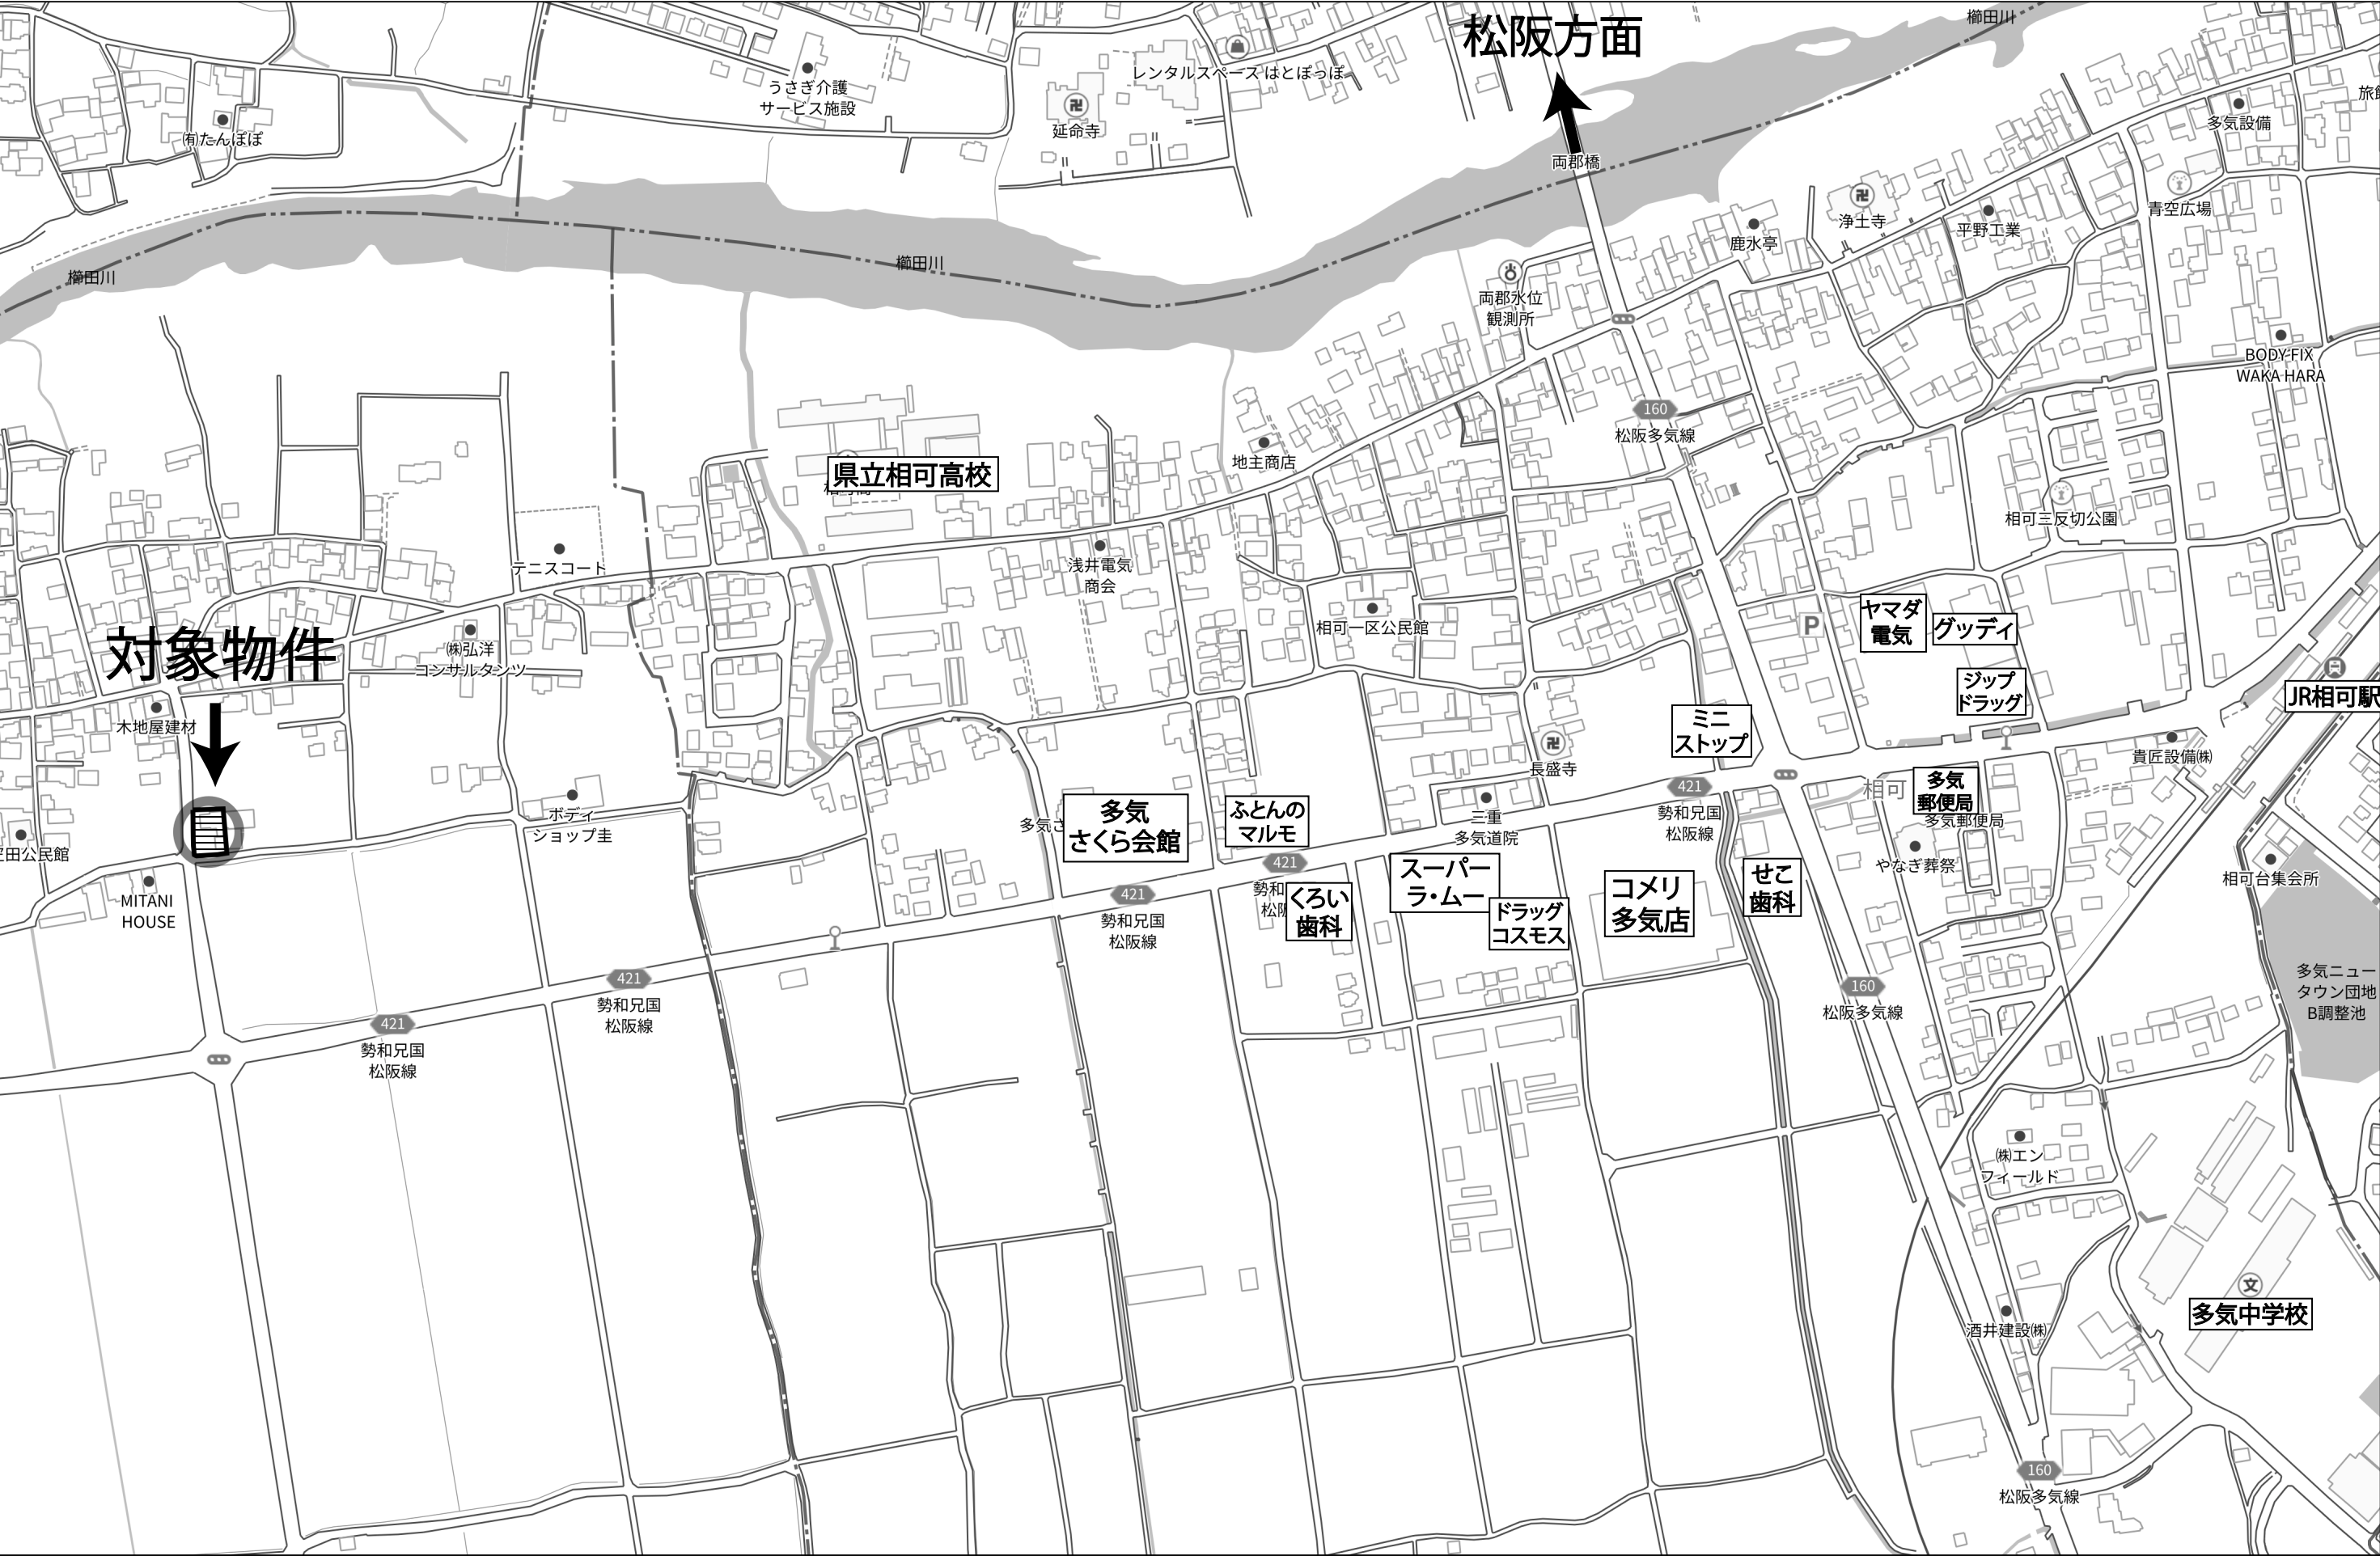 櫛田川
松阪方面
うさぎ介護
サービス施設
レンタルスペース はとぽっぽ
(有)たんぽぽ
延命寺
両郡橋
多気設備
青空広場
浄土寺
平野工業
鹿水亭
櫛田川
櫛田川
両郡水位
観測所
BODY FIX
WAKA HARA
160
松阪多気線
地主商店
県立相可高校
相可三反切公園
テニスコート
浅井電気
商会
相可一区公民館
P
ヤマダ
電気
グッディ
ジップ
ドラッグ
JR相可駅
対象物件
㈱弘洋
コンサルタンツ
木地屋建材
ミニ
ストップ
長盛寺
貴匠設備㈱
相可
多気
郵便局
多気郵便局
421
勢和兄国
松阪線
ボディ
ショップ圭
多気さ
多気
さくら会館
ふとんの
マルモ
三重
多気道院
421
勢和
松阪
くろい
歯科
スーパー
ラ・ムー
ドラッグ
コスモス
コメリ
多気店
せこ
歯科
やなぎ葬祭
相可台集会所
田公民館
MITANI
HOUSE
421
勢和兄国
松阪線
421
勢和兄国
松阪線
421
勢和兄国
松阪線
160
松阪多気線
多気ニュー
タウン団地
B調整池
㈱エン
フィールド
文
多気中学校
酒井建設㈱
160
松阪多気線